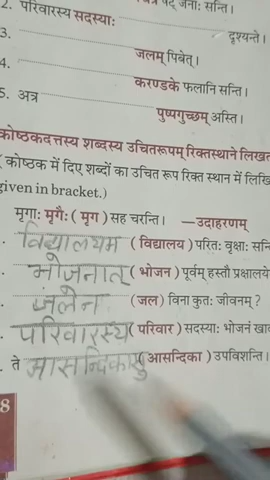 2. परिवारस्य सदस्याः दृश्यन्ते।
3. जलम् पिबेत्।
4. करण्डके फलानि सन्ति।
5. अत्र पुष्पगुच्छम् अस्ति।
कोष्ठकदत्तस्य शब्दस्य उचितरूपम् रिक्तस्थाने लिखत
( कोष्ठक में दिए शब्दों का उचित रूप रिक्त स्थान में लिखि
given in bracket.)
मृगाः मृगैः ( मृग ) सह चरन्ति। —उदाहरणम्
विद्यालयम ( विद्यालय ) परितः वृक्षाः सन्ति
भोजनात् ( भोजन ) पूर्वम् हस्तौ प्रक्षालये
जलेन (जल) विना कुतः जीवनम् ?
परिवारस्य ( परिवार ) सदस्याः भोजनं खा
ते आसन्दिकासु (आसन्दिका ) उपविशन्ति।
8